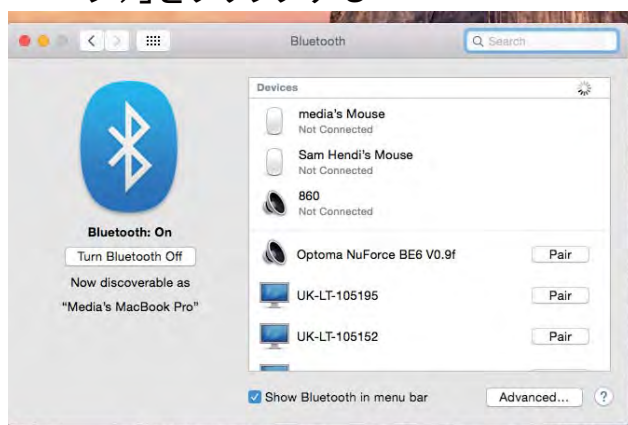 Bluetooth
Search
Devices
media's Mouse
Not Connected
Sam Hendi's Mouse
Not Connected
860
Not Connected
Bluetooth: On
Turn Bluetooth Off
Now discoverable as
“Media's MacBook Pro”
Optoma NuForce BE6 V0.9f
Pair
UK-LT-105195
Pair
UK-LT-105152
Pair
Show Bluetooth in menu bar
Advanced...
?